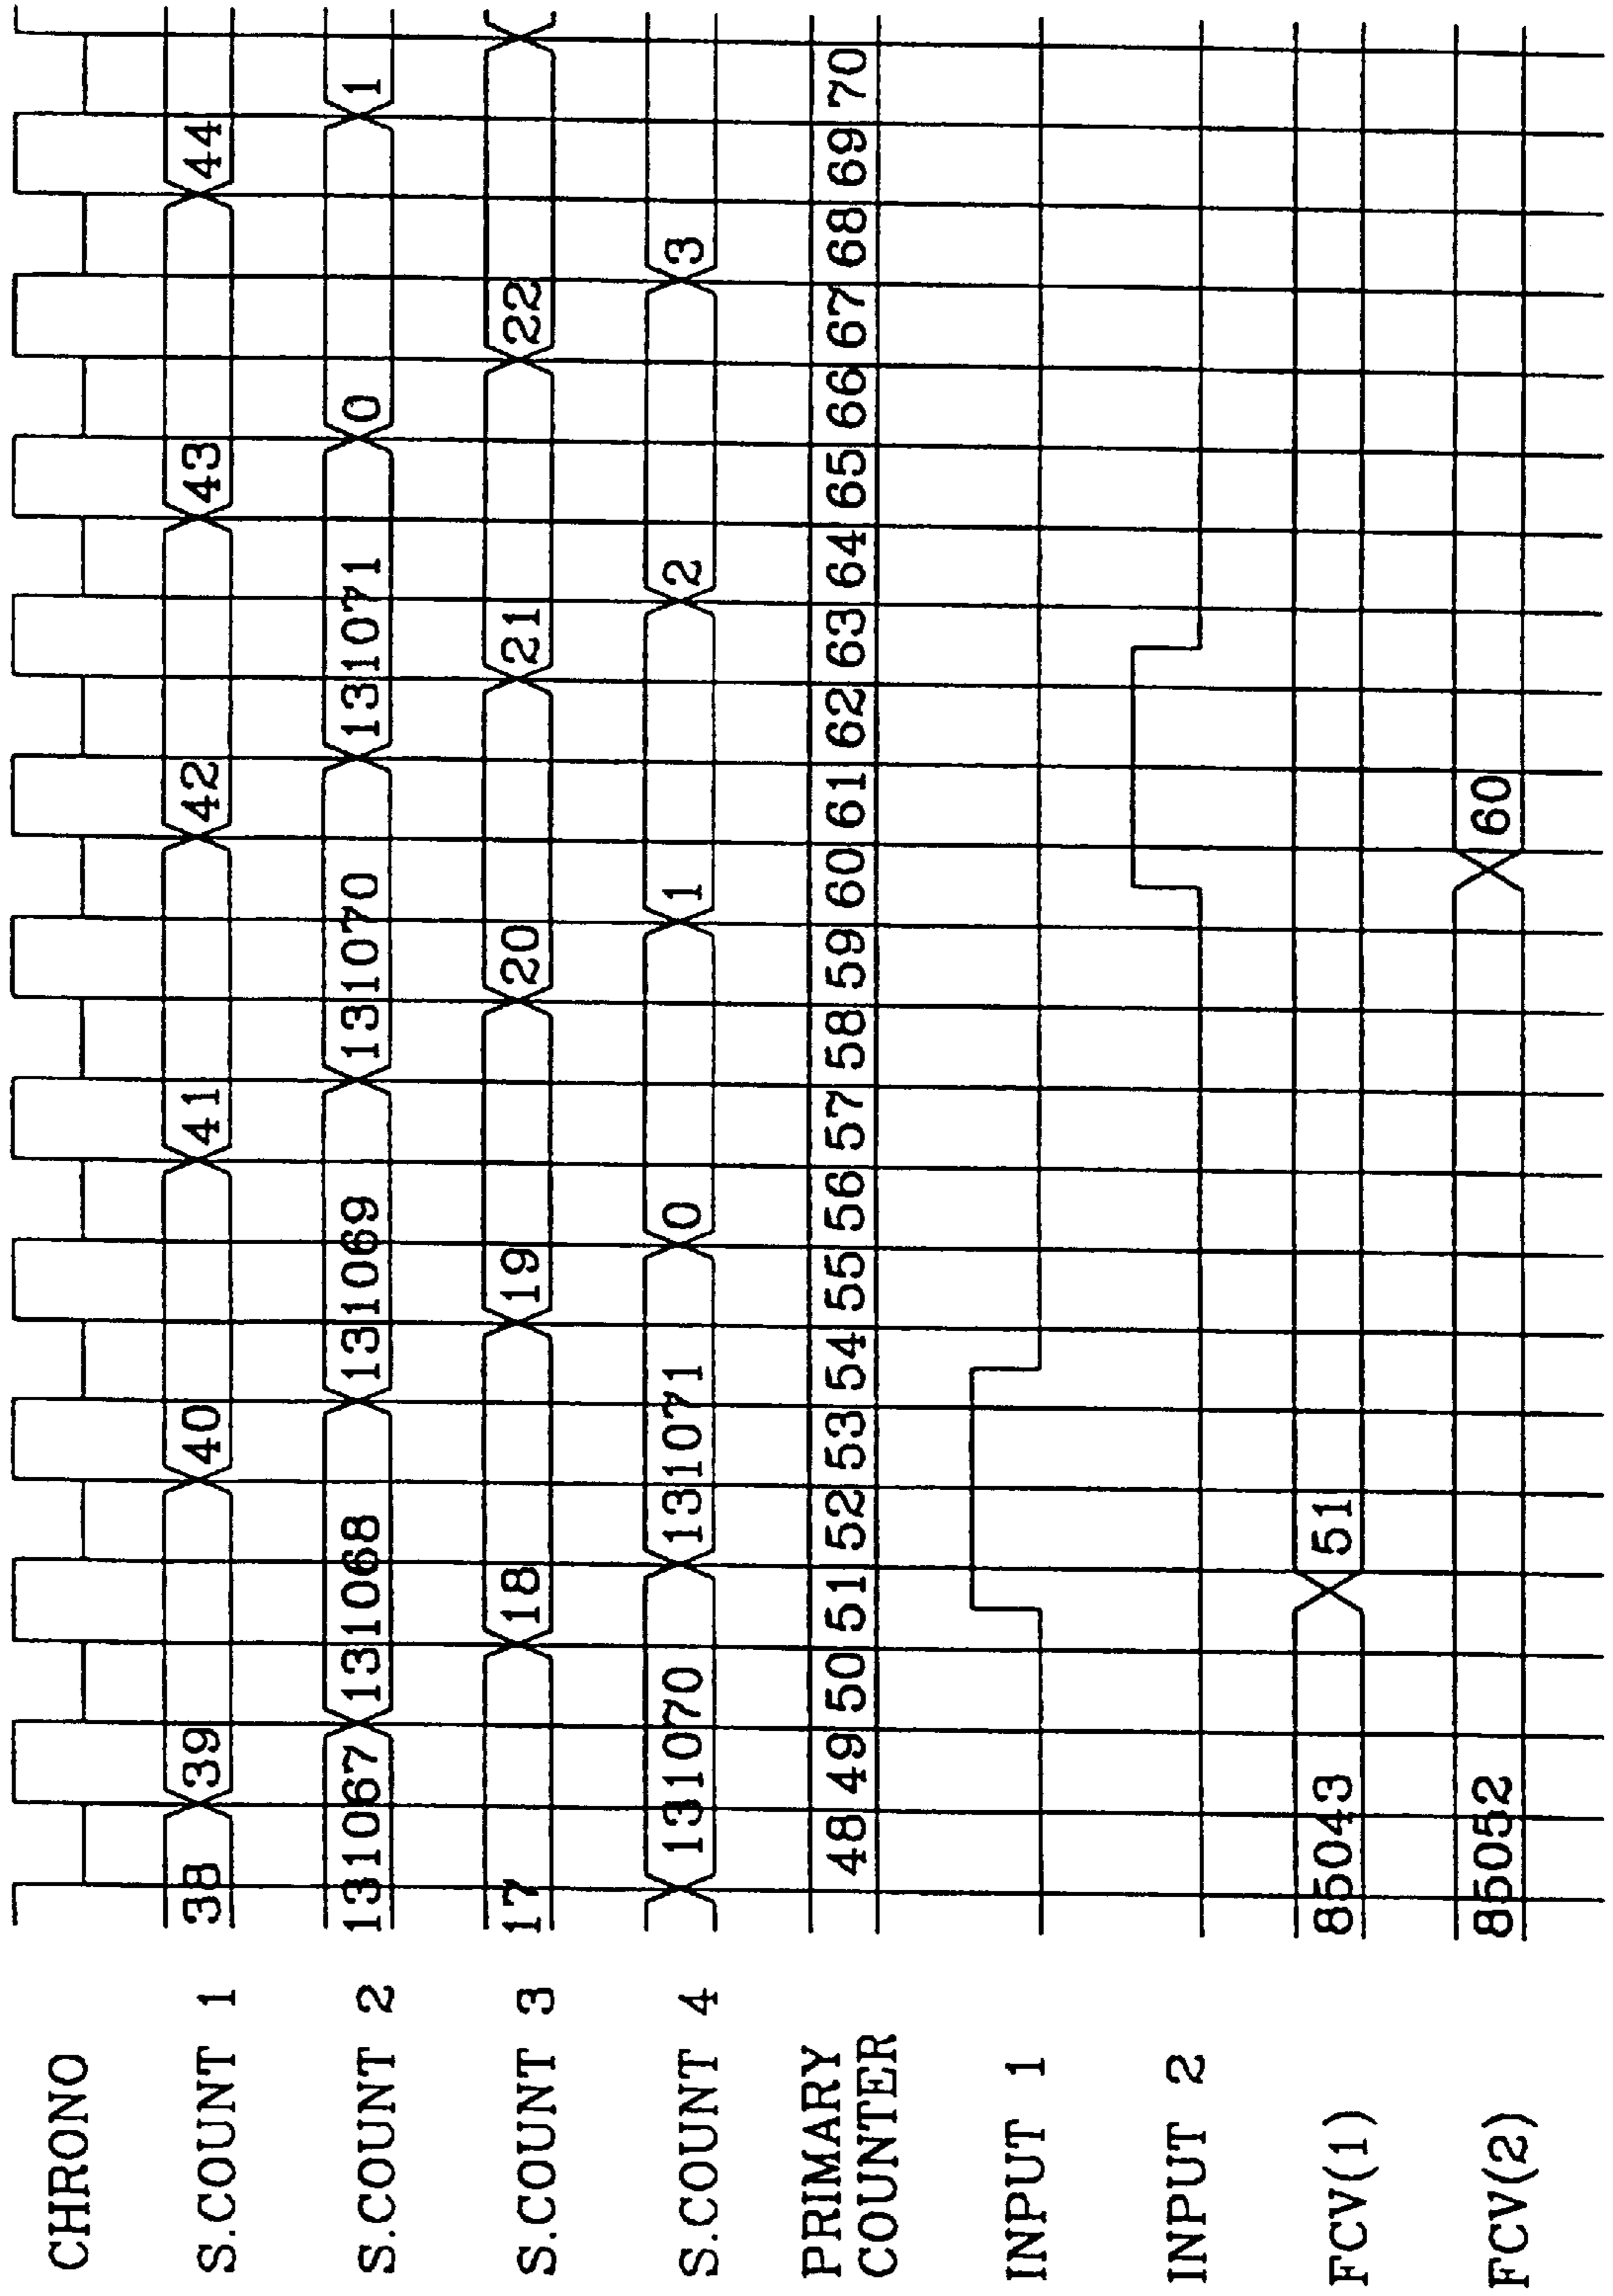 CHRONO
S.COUNT 1 38 39 40 41 42 43 44
S.COUNT 2 131067 131068 131069 131070 131071 0 1
S.COUNT 3 17 18 19 20 21 22
S.COUNT 4 131070 131071 0 1 2 3
PRIMARY
COUNTER 48 49 50 51 52 53 54 55 56 57 58 59 60 61 62 63 64 65 66 67 68 69 70
INPUT 1
INPUT 2
FCV(1) 85043 51
FCV(2) 85052 60